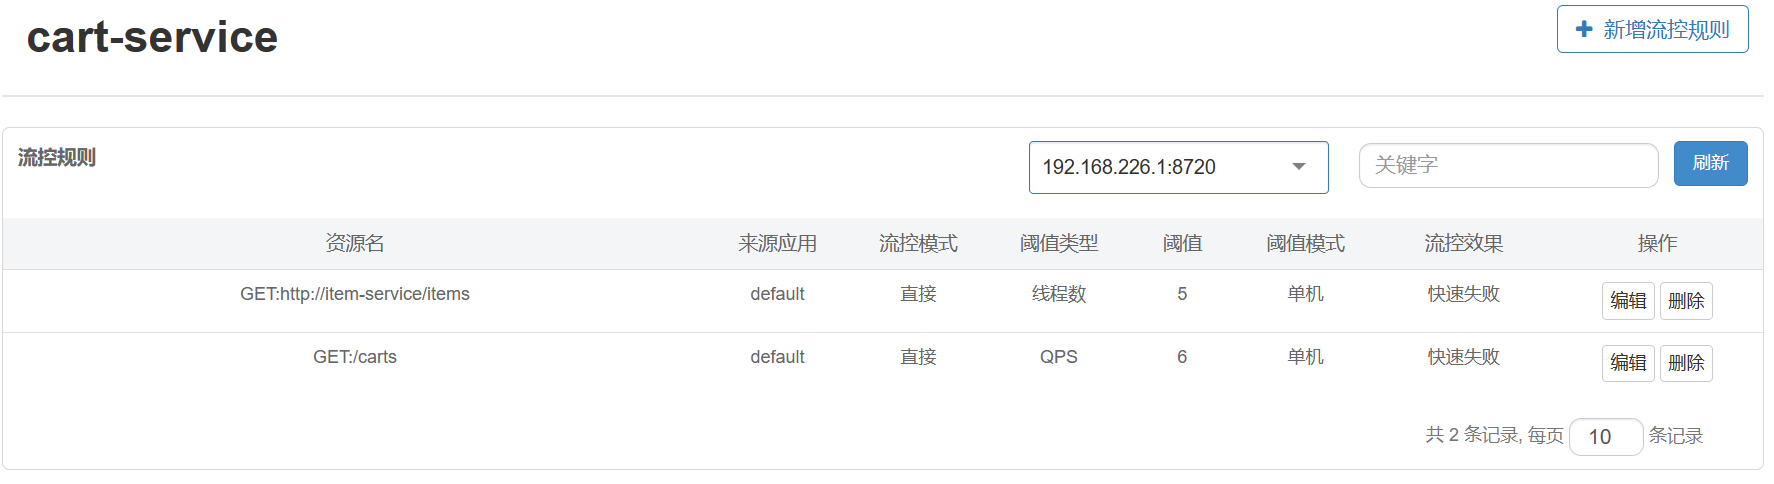 cart-service
新增流控规则
流控规则 192.168.226.1:8720 关键字 刷新
资源名 来源应用 流控模式 阈值类型 阈值 阈值模式 流控效果 操作
GET:http://item-service/items default 直接 线程数 5 单机 快速失败 编辑 删除
GET:/carts default 直接 QPS 6 单机 快速失败 编辑 删除
共 2 条记录, 每页 10 条记录